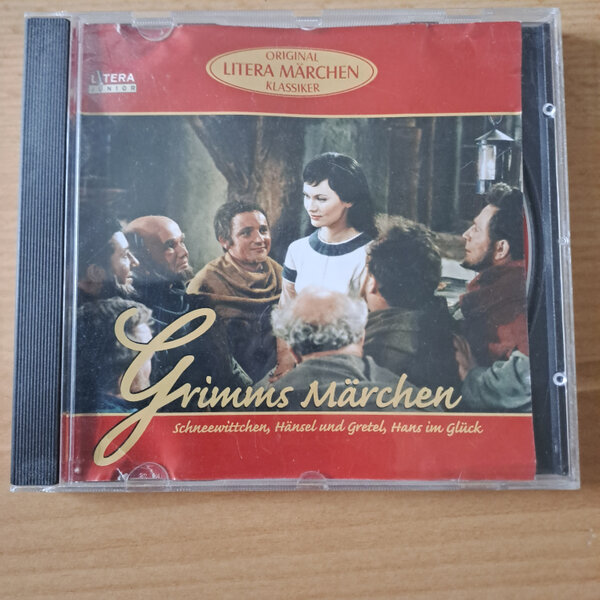 ORIGINAL
LITERA MÄRCHEN
KLASSIKER
LITERA
JUNIOR
Grimms Märchen
Schneewittchen, Hänsel und Gretel, Hans im Glück